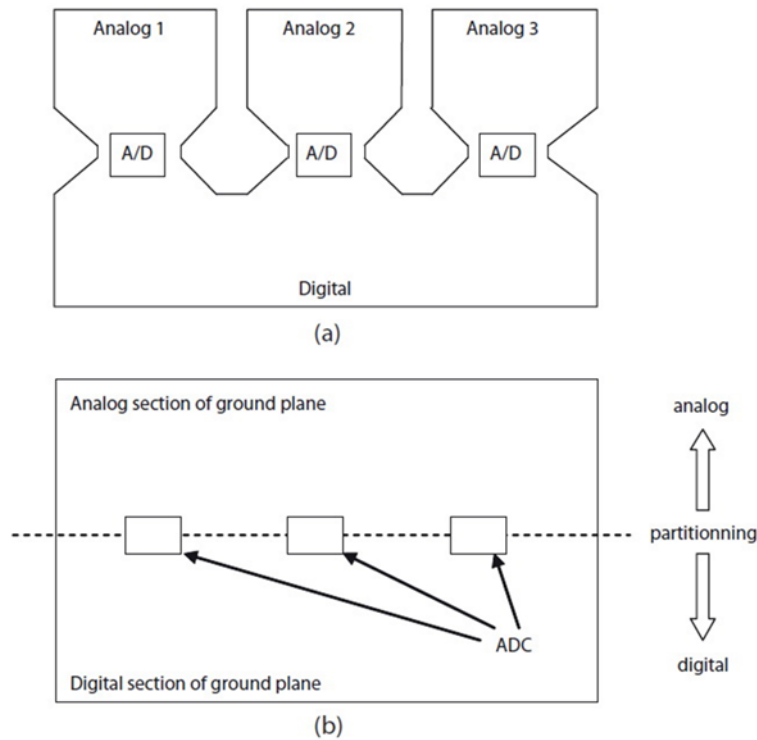 Analog 1
Analog 2
Analog 3
A/D
A/D
A/D
Digital
(a)
Analog section of ground plane
analog
partitionning
ADC
digital
Digital section of ground plane
(b)